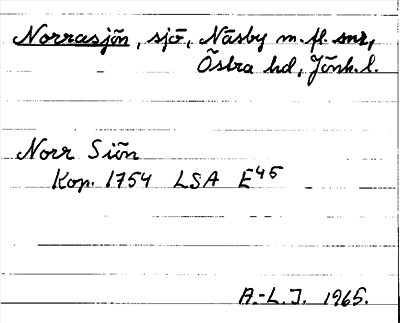 Norrasjön, sjö, Näsby m.fl. snr,
Östra hd, Jönk.l.
Norr Siön
Kop. 1754 LSA E45
A.-L.J. 1965.